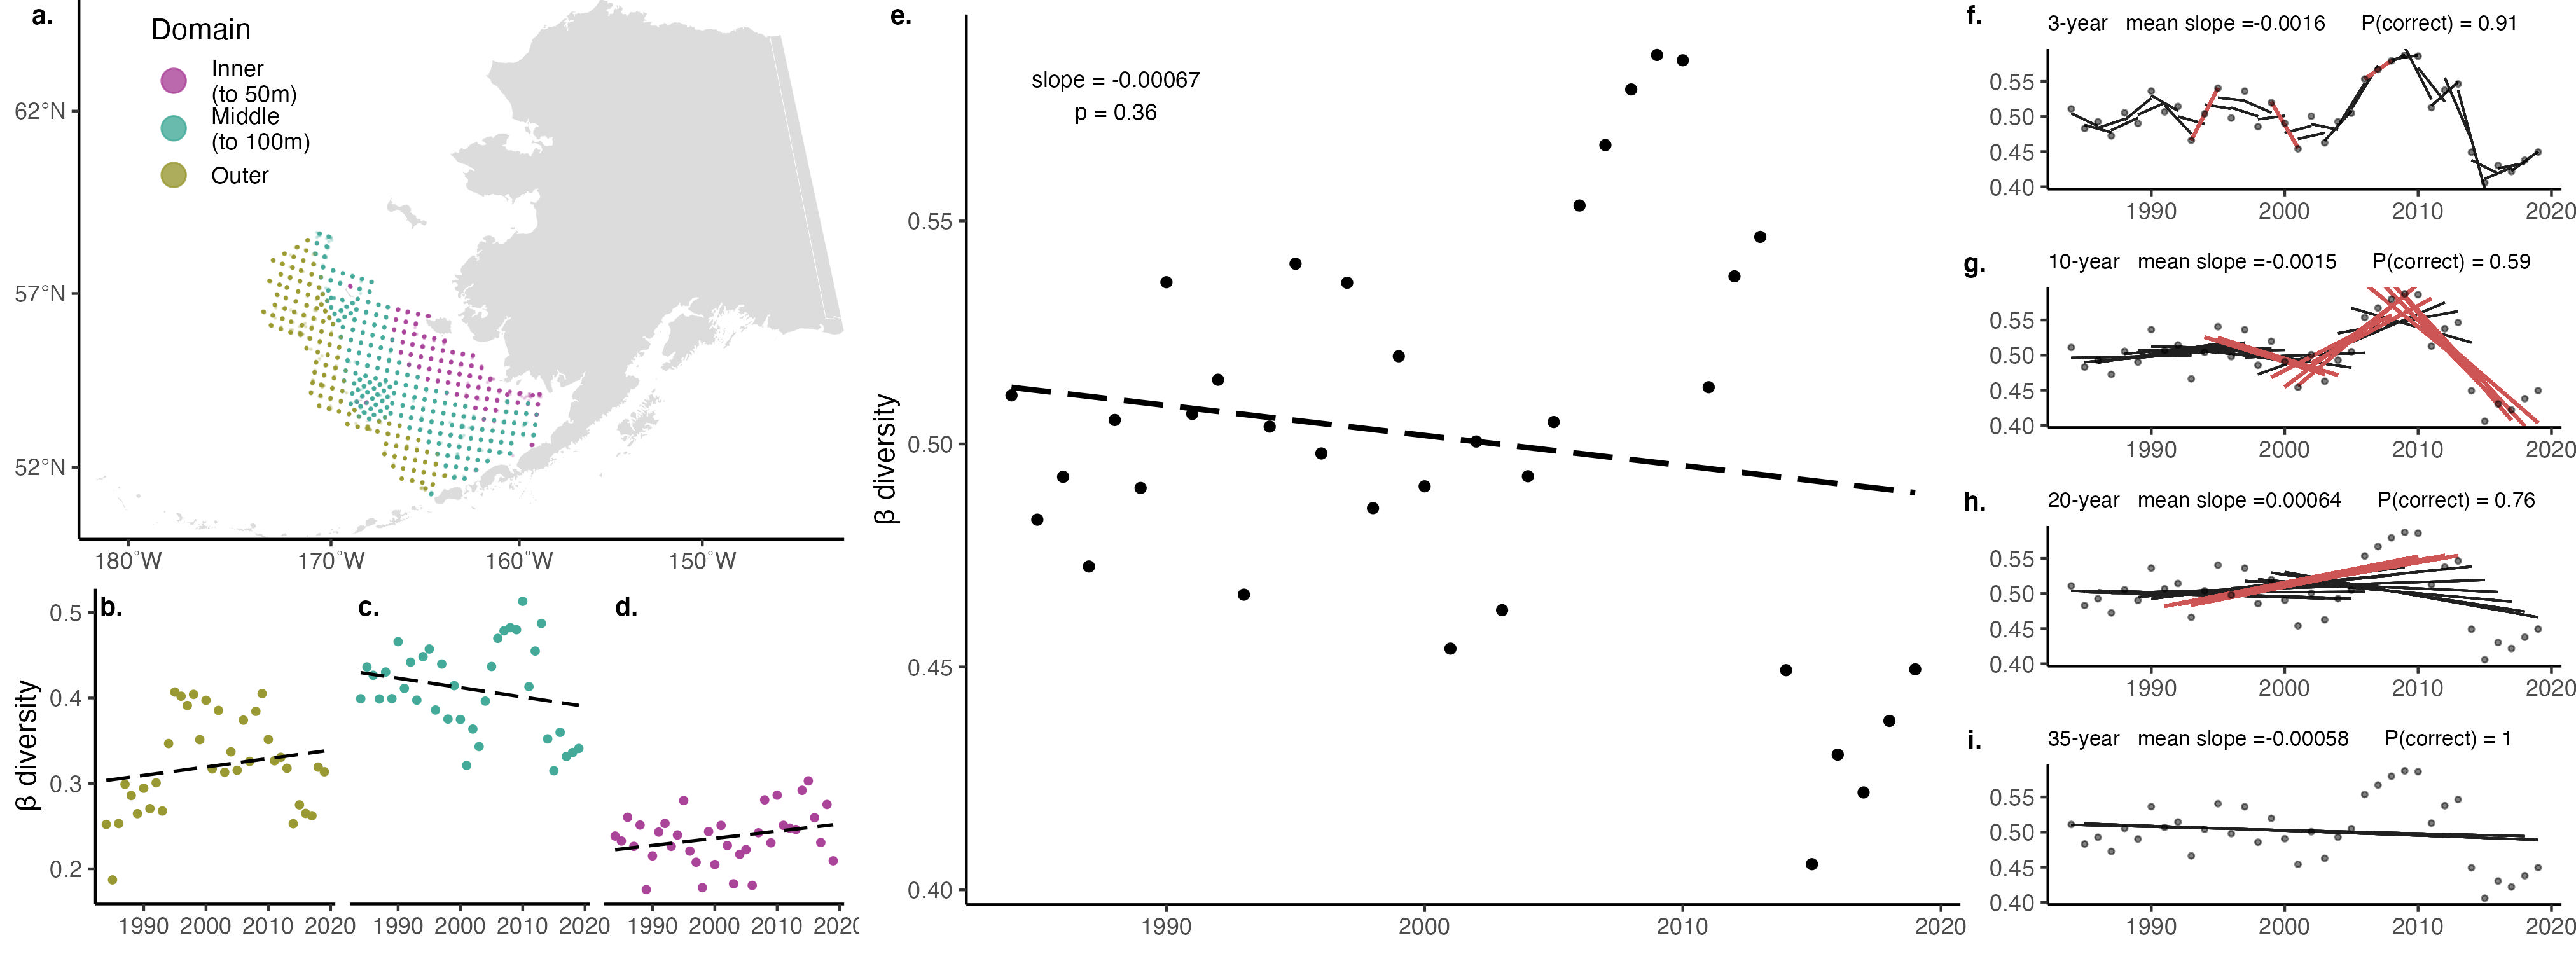 a.
Domain
Inner
(to 50m)
Middle
(to 100m)
Outer
62°N
57°N
52°N
180°W
170°W
160°W
150°W
b.
c.
d.
β diversity
0.5
0.4
0.3
0.2
1990
2000
2010
2020
1990
2000
2010
2020
1990
2000
2010
2020
e.
slope = -0.00067
p = 0.36
β diversity
0.55
0.50
0.45
0.40
1990
2000
2010
2020
f.
3-year mean slope =-0.0016 P(correct) = 0.91
0.55
0.50
0.45
0.40
1990
2000
2010
2020
g.
10-year mean slope =-0.0015 P(correct) = 0.59
0.55
0.50
0.45
0.40
1990
2000
2010
2020
h.
20-year mean slope =0.00064 P(correct) = 0.76
0.55
0.50
0.45
0.40
1990
2000
2010
2020
i.
35-year mean slope =-0.00058 P(correct) = 1
0.55
0.50
0.45
0.40
1990
2000
2010
2020